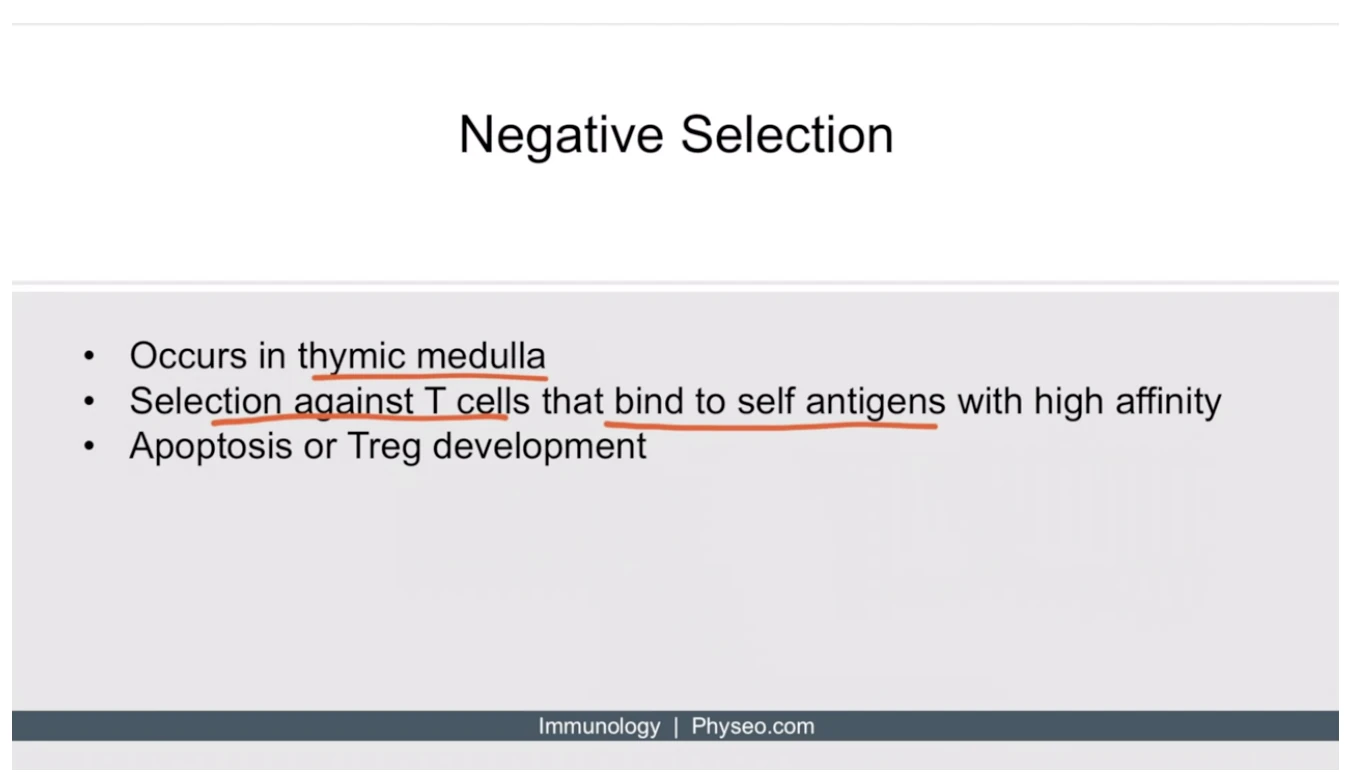 Negative Selection
• Occurs in thymic medulla
• Selection against T cells that bind to self antigens with high affinity
• Apoptosis or Treg development
Immunology | Physeo.com